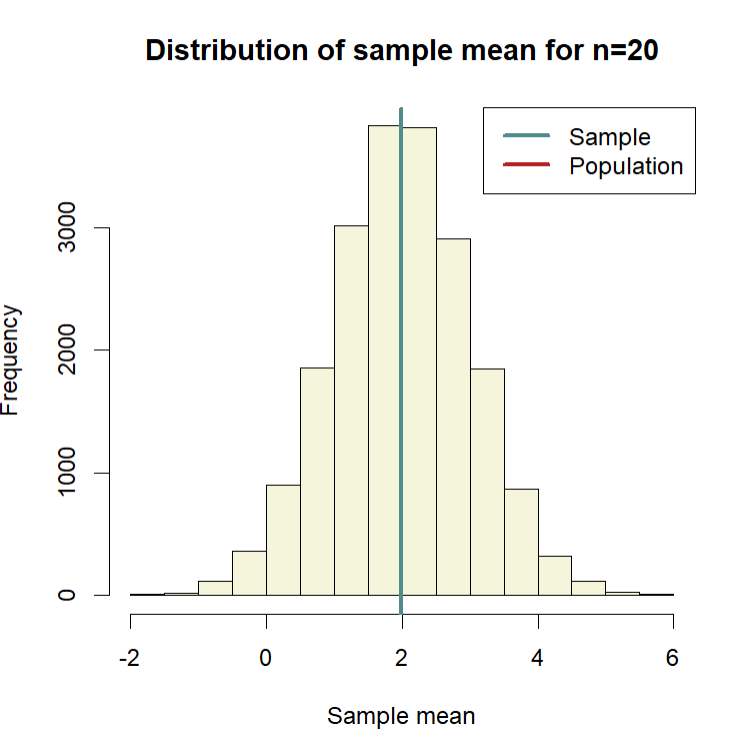 Distribution of sample mean for n=20
Sample
Population
Frequency
3000
2000
1000
0
-2 0 2 4 6
Sample mean